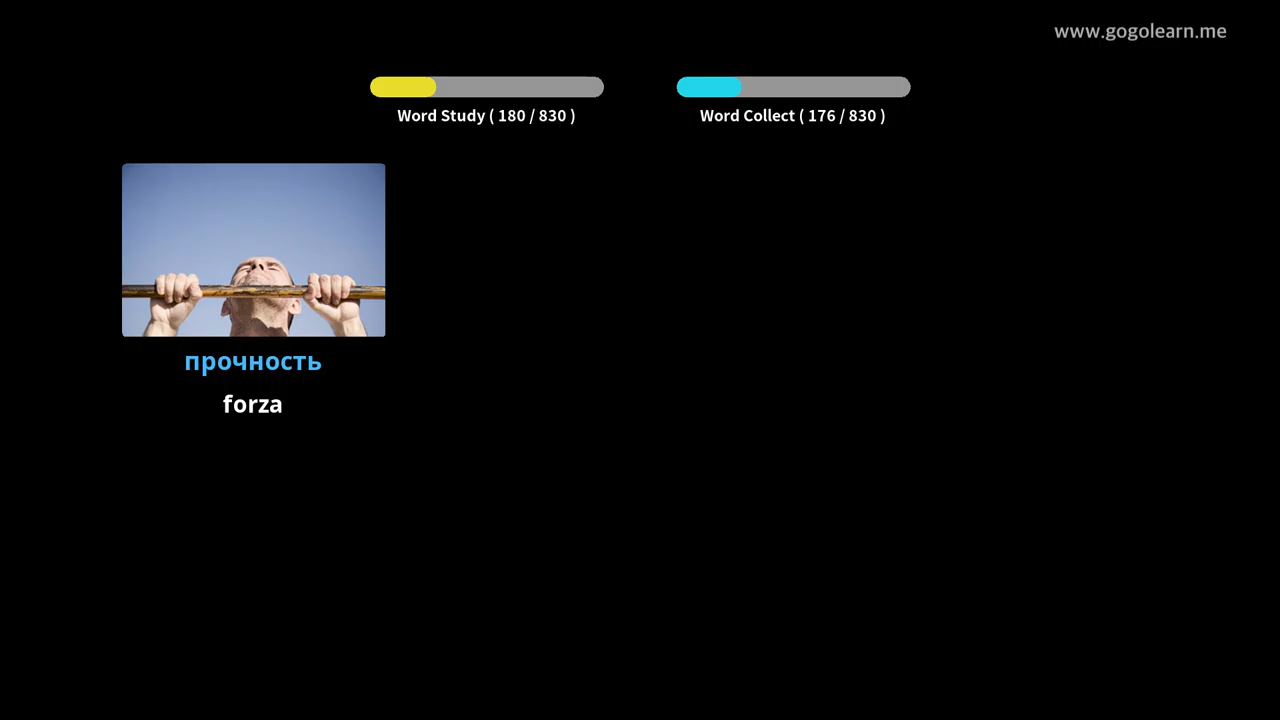 www.gogolearn.me
Word Study ( 180 / 830 )
Word Collect ( 176 / 830 )
прочность
forza